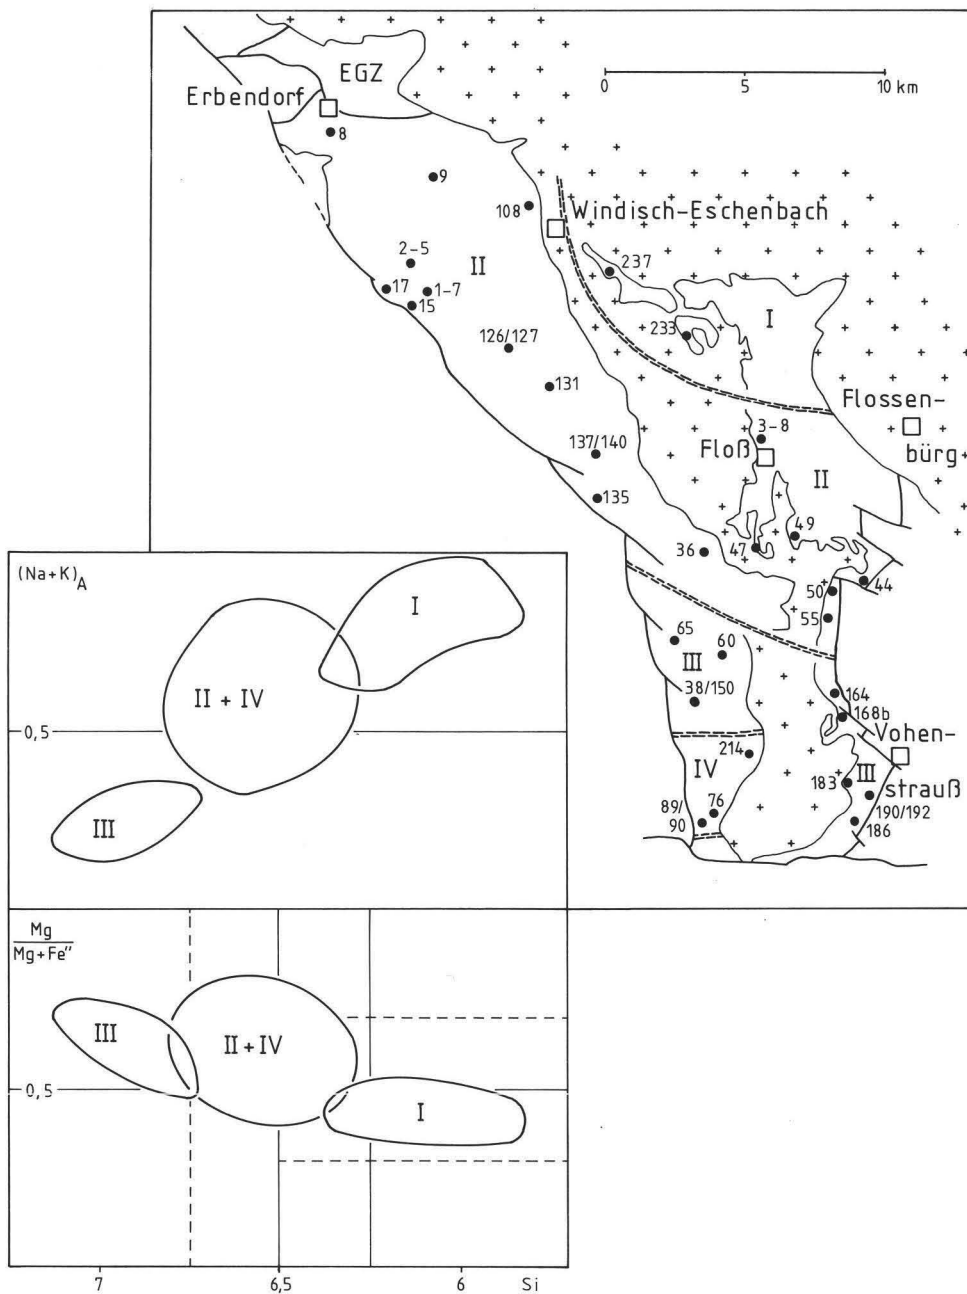 EGZ
0 5 10 km
Erbendorf
8
9
108
Windisch-Eschenbach
2-5
II
237
17
1-7
15
I
233
126/127
131
Flossen-
bürg
3-8
137/140
Floß
II
135
49
36
47
44
50
55
65
60
III
38/150
164
168b
Vohen-
strauß
214
IV
183
III
76
89/
90
190/192
186
(Na+K)A
I
II + IV
0,5
III
Mg
Mg+Fe″
III
II + IV
0,5
I
7 6,5 6 Si